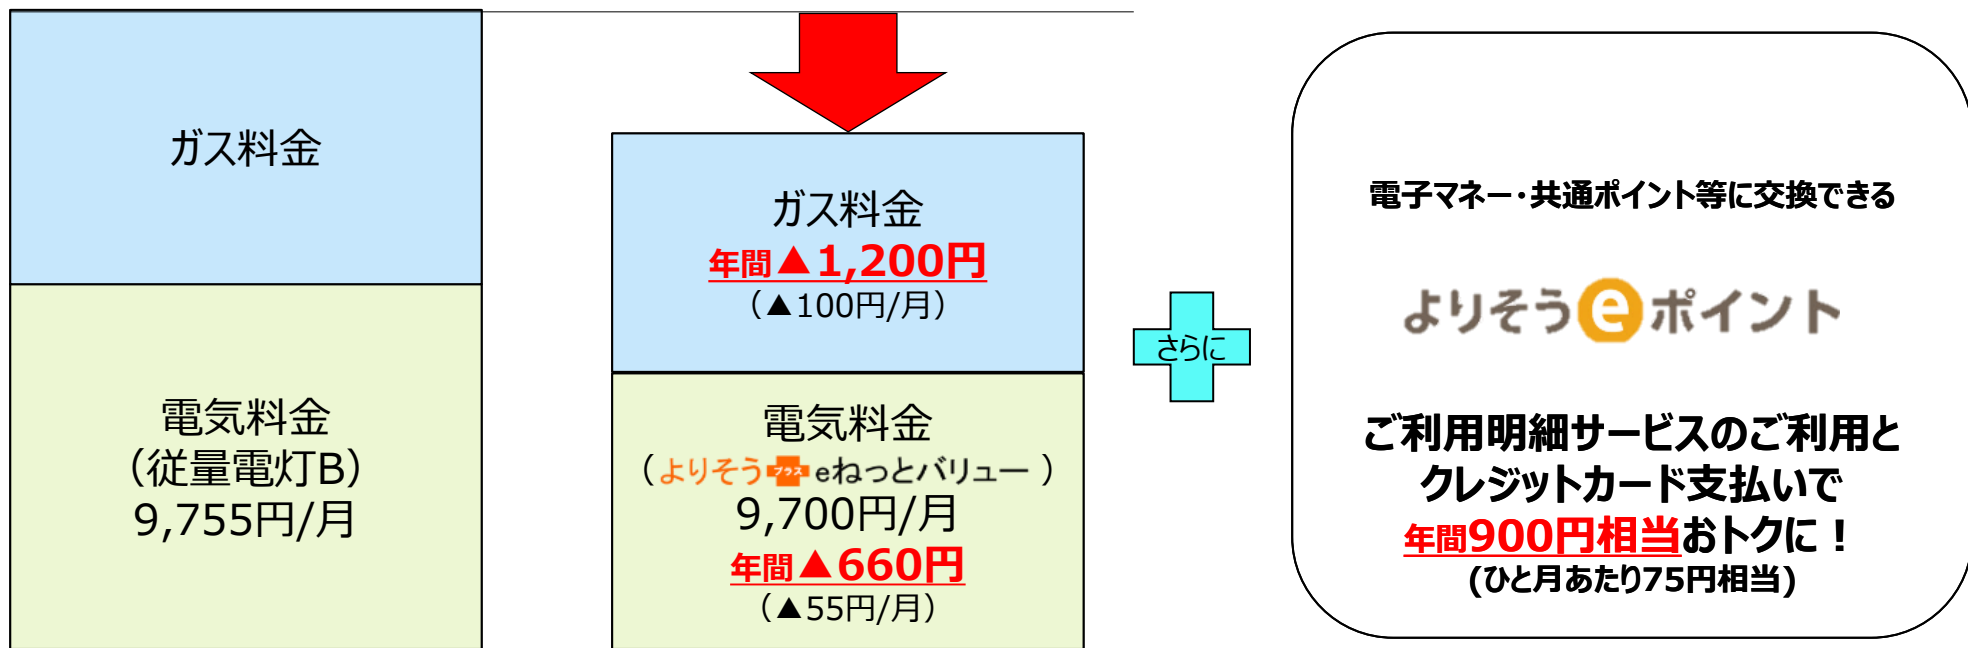 ガス料金
電気料金
（従量電灯B）
9,755円/月
ガス料金
年間▲1,200円
（▲100円/月）
電気料金
（よりそうプラスeねっとバリュー）
9,700円/月
年間▲660円
（▲55円/月）
さらに
電子マネー・共通ポイント等に交換できる
よりそうeポイント
ご利用明細サービスのご利用と
クレジットカード支払いで
年間900円相当おトクに！
(ひと月あたり75円相当)